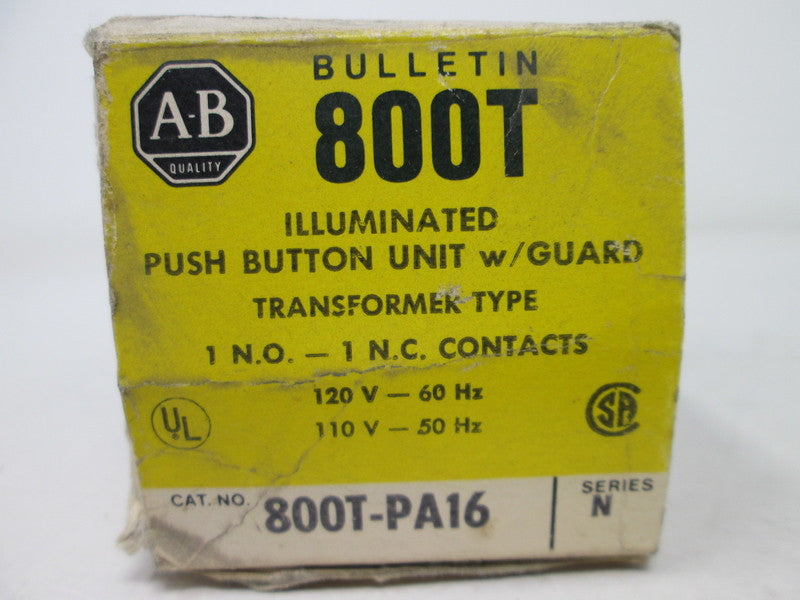 A-B
QUALITY
BULLETIN
800T
ILLUMINATED
PUSH BUTTON UNIT w/GUARD
TRANSFORMER TYPE
1 N.O. — 1 N.C. CONTACTS
120 V — 60 Hz
110 V — 50 Hz
UL
SA
CAT. NO. 800T-PA16
SERIES
N